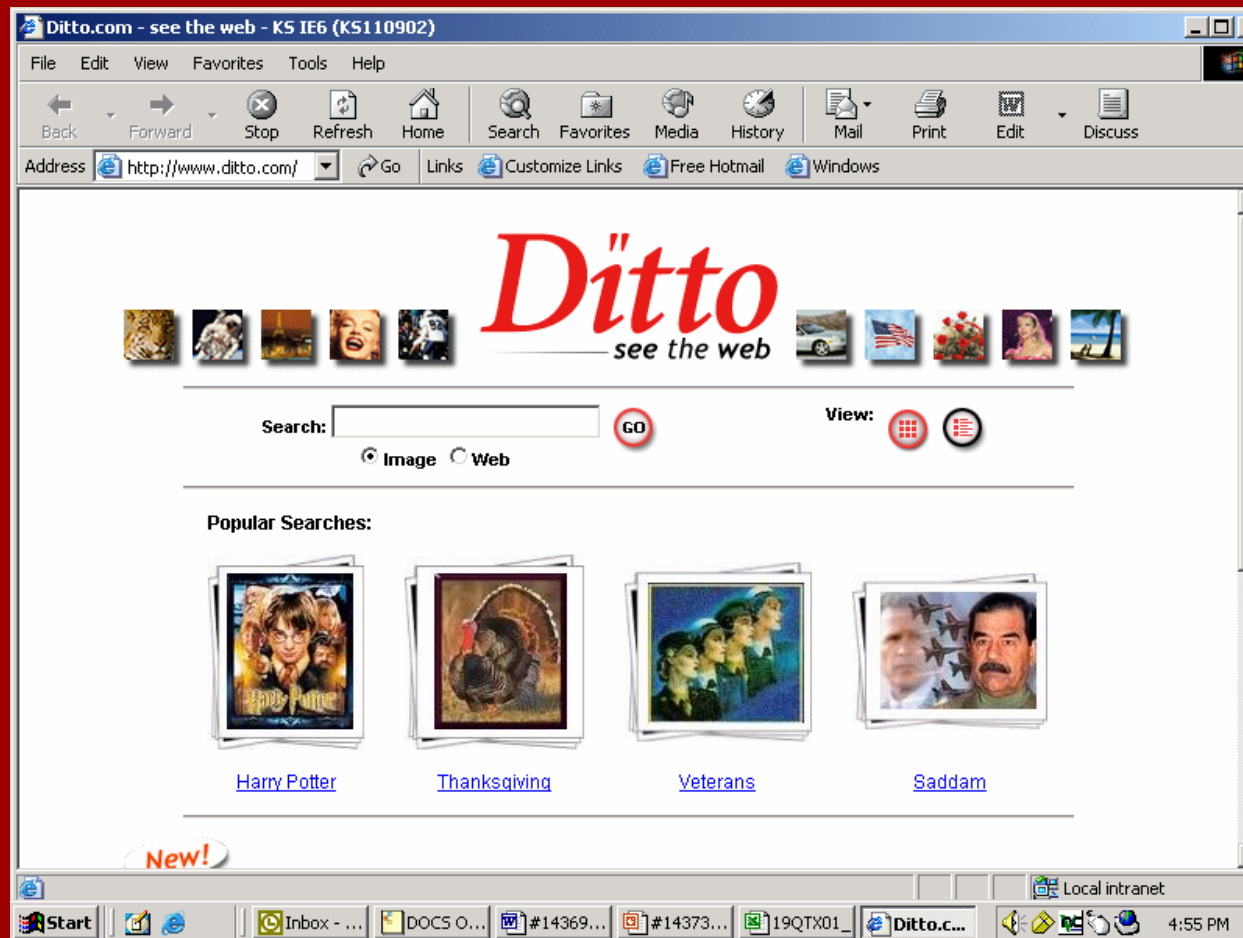 Ditto.com - see the web - KS IE6 (KS110902)
File Edit View Favorites Tools Help
Back Forward Stop Refresh Home Search Favorites Media History Mail Print Edit Discuss
Address http://www.ditto.com/ Go Links Customize Links Free Hotmail Windows
Ditto
see the web
Search: GO View:
Image Web
Popular Searches:
Harry Potter
Harry Potter Thanksgiving Veterans Saddam
New!
Local intranet
Start Inbox - ... DOCS O... #14369... #14373... 19QTX01_ Ditto.c... 4:55 PM